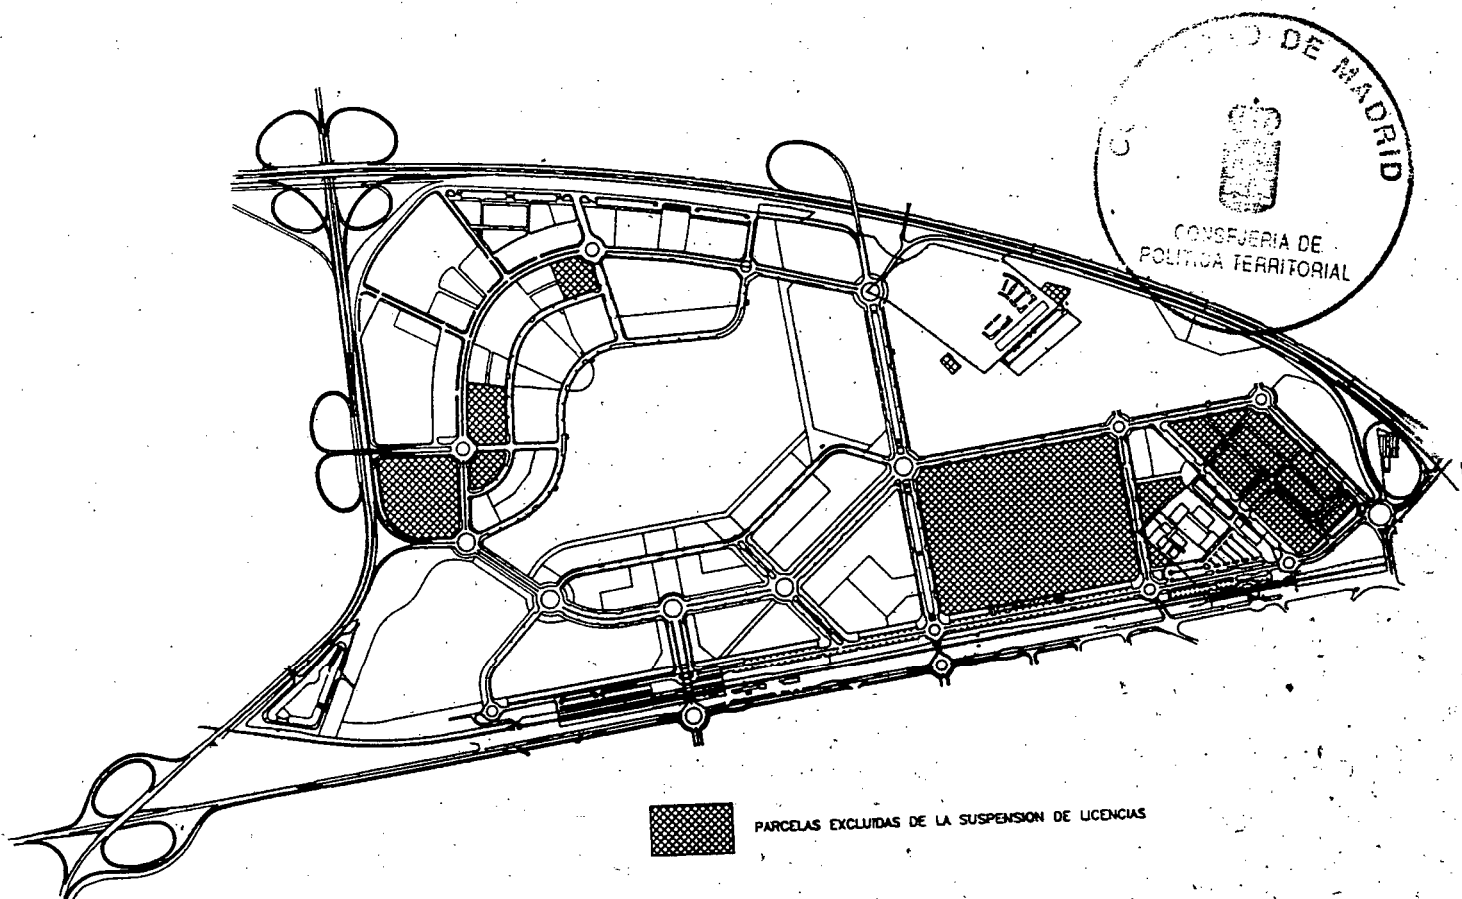 DE MADRID
CONSEJERIA DE
POLITICA TERRITORIAL
PARCELAS EXCLUIDAS DE LA SUSPENSION DE LICENCIAS